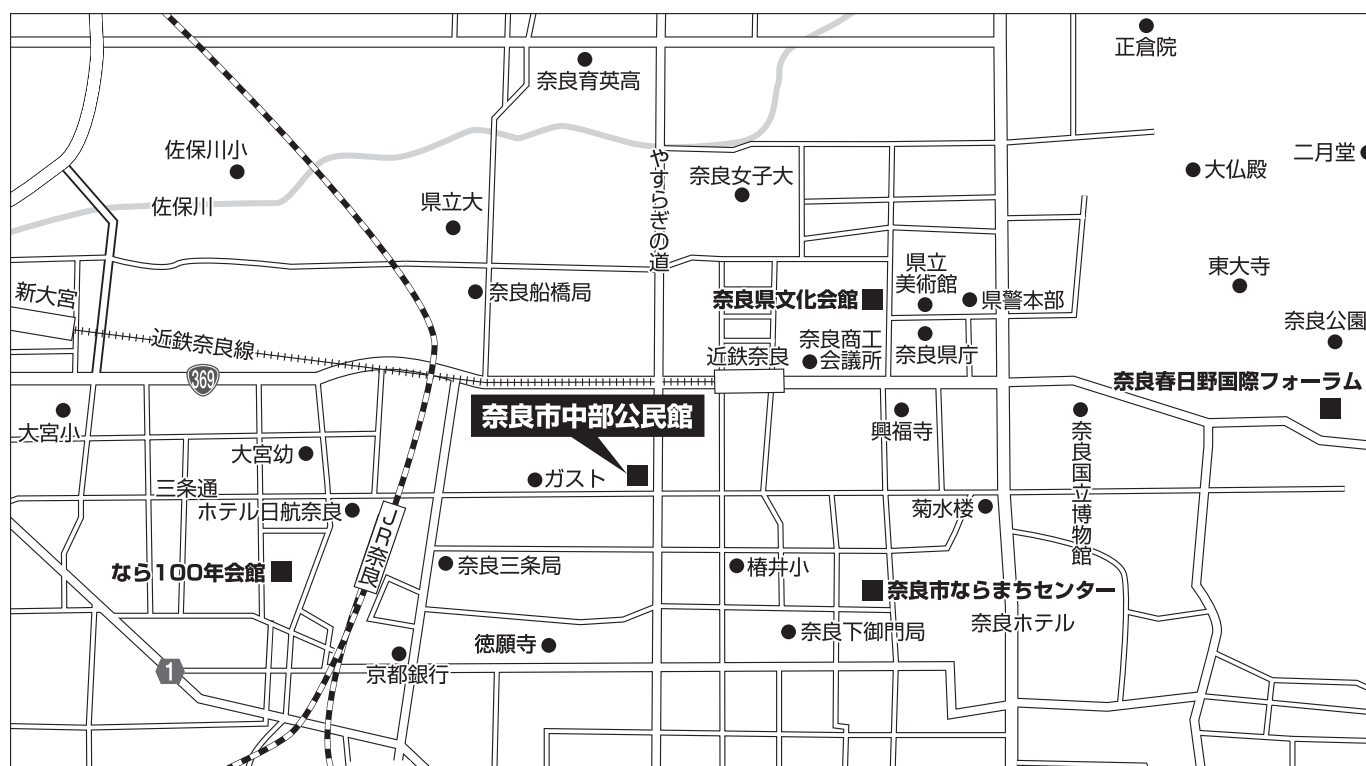 正倉院
奈良育英高
佐保川小
二月堂
大仏殿
奈良女子大
やすらぎの道
佐保川
県立大
東大寺
県立
美術館
新大宮
奈良船橋局
奈良県文化会館
県警本部
奈良公園
近鉄奈良線
奈良商工
会議所
近鉄奈良
奈良県庁
369
奈良春日野国際フォーラム
奈良市中部公民館
大宮小
興福寺
奈良国立博物館
大宮幼
ガスト
三条通
ホテル日航奈良
菊水楼
JR奈良
なら100年会館
奈良三条局
椿井小
奈良市ならまちセンター
奈良ホテル
徳願寺
奈良下御門局
1
京都銀行